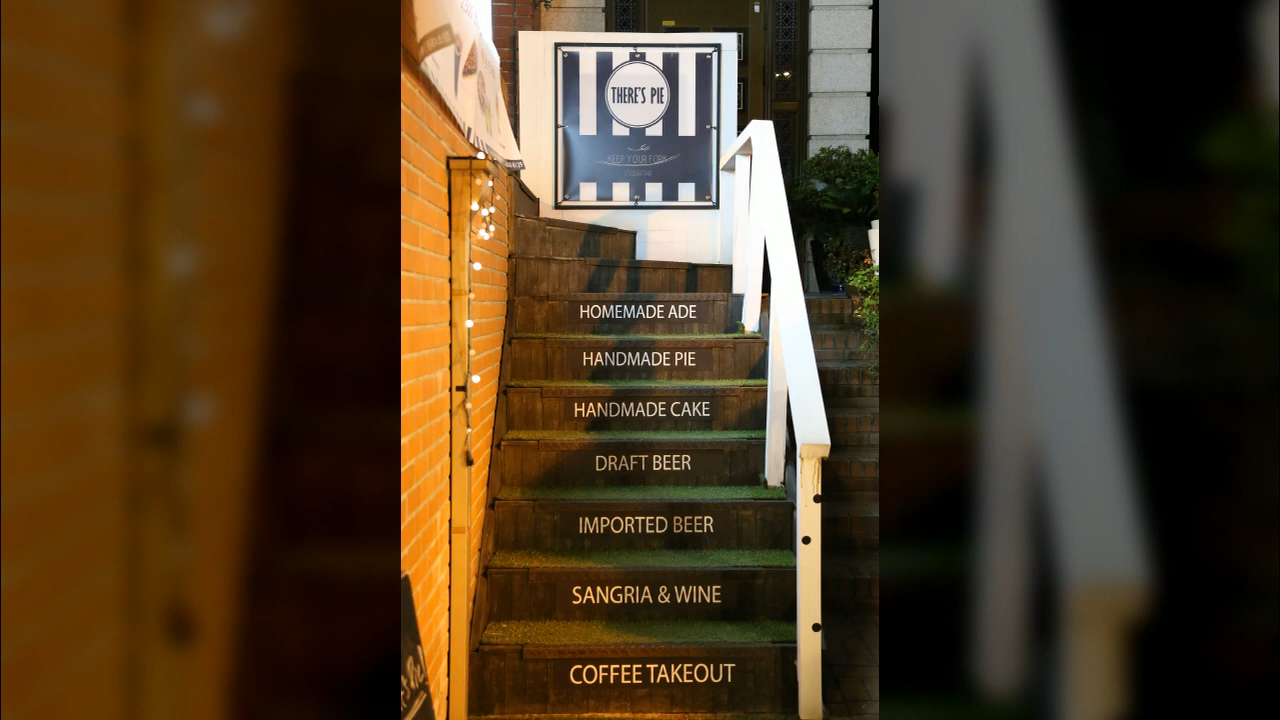 THERE'S PIE
KEEP YOUR FORK
HOMEMADE ADE
HANDMADE PIE
HANDMADE CAKE
DRAFT BEER
IMPORTED BEER
SANGRIA & WINE
COFFEE TAKEOUT